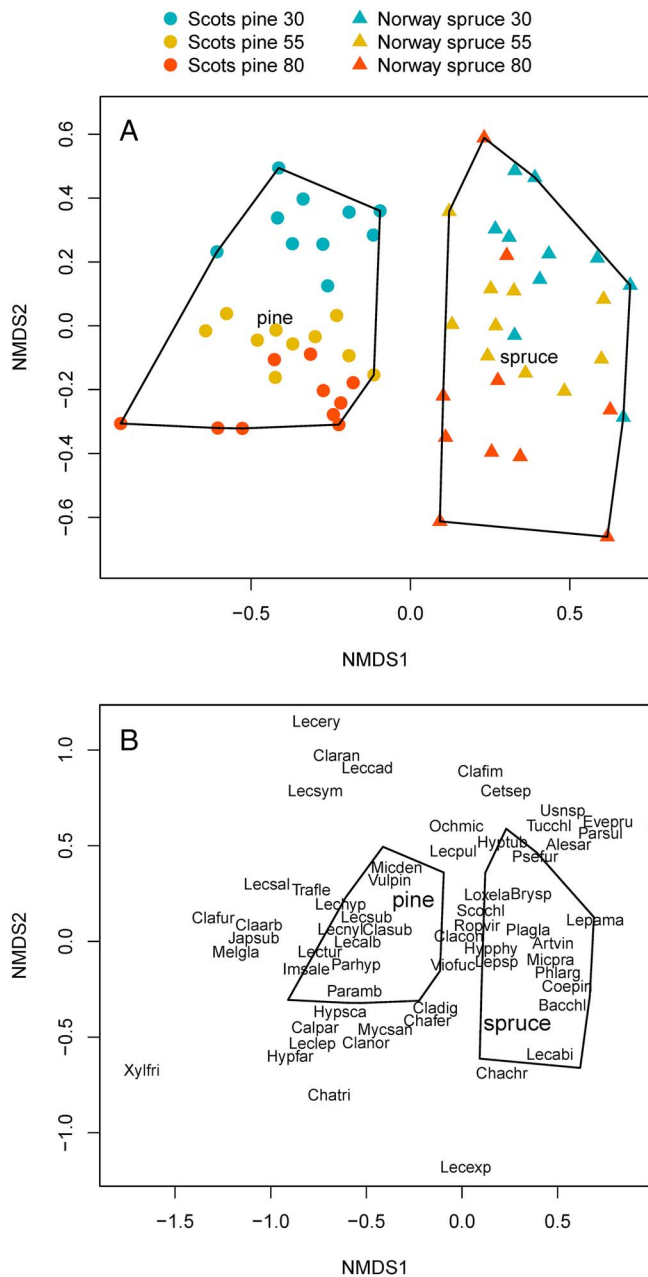 Scots pine 30 Norway spruce 30
Scots pine 55 Norway spruce 55
Scots pine 80 Norway spruce 80
A
0.6
0.4
0.2
0.0
−0.2
−0.4
−0.6
NMDS2
pine
spruce
−0.5 0.0 0.5
NMDS1
B
1.0
0.5
0.0
−0.5
−1.0
NMDS2
Lecery
Claran
Leccad
Lecsym
Clafim
Cetsep
Usnsp
Evepru
Tucchl
Parsul
Ochmic
Hyptub
Alesar
Lecpul
Psefur
Micden
Vulpin
Lecsal
Trafle
pine
Loxela
Brysp
Lechyp
Scochl
Clafur
Lecsub
Lepama
Claarb
Lecnyl
Clasub
Ropvir
Plagla
Japsub
Lecalb
Clacon
Artvin
Melgla
Lectur
Hypphy
Imsale
Parhyp
Viofuc
Lepsp
Micpra
Phlarg
Paramb
Coepin
Hypsca
Cladig
Bacchl
Calpar
Mycsan
Chafer
spruce
Leclep
Clanor
Hypfar
Lecabi
Xylfri
Chachr
Chatri
Lecexp
−1.5 −1.0 −0.5 0.0 0.5
NMDS1